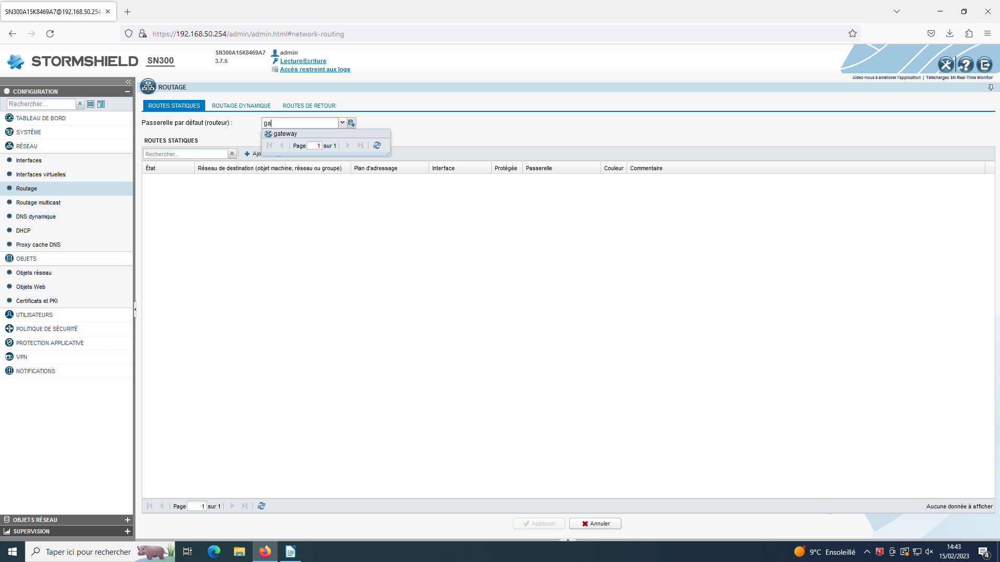 SN300A15K8469A7@192.168.50.254
https://192.168.50.254/admin/admin.html#network-routing
STORMSHIELD SN300
SN300A15K8469A7
3.7.5
admin
Lecture/Ecriture
Accès restreint aux logs
Aidez-nous à améliorer l'application | Téléchargez SN Real-Time Monitor
CONFIGURATION
Rechercher...
TABLEAU DE BORD
SYSTÈME
RÉSEAU
Interfaces
Interfaces virtuelles
Routage
Routage multicast
DNS dynamique
DHCP
Proxy cache DNS
OBJETS
Objets réseau
Objets Web
Certificats et PKI
UTILISATEURS
POLITIQUE DE SÉCURITÉ
PROTECTION APPLICATIVE
VPN
NOTIFICATIONS
OBJETS RÉSEAU
SUPERVISION
ROUTAGE
ROUTES STATIQUES ROUTAGE DYNAMIQUE ROUTES DE RETOUR
Passerelle par défaut (routeur) : ga
gateway
Page 1 sur 1
ROUTES STATIQUES
Rechercher... Ajo
État Réseau de destination (objet machine, réseau ou groupe) Plan d'adressage Interface Protégée Passerelle Couleur Commentaire
Page 1 sur 1 Aucune donnée à afficher
Appliquer Annuler
Taper ici pour rechercher
9°C Ensoleillé
14:43
15/02/2023
4